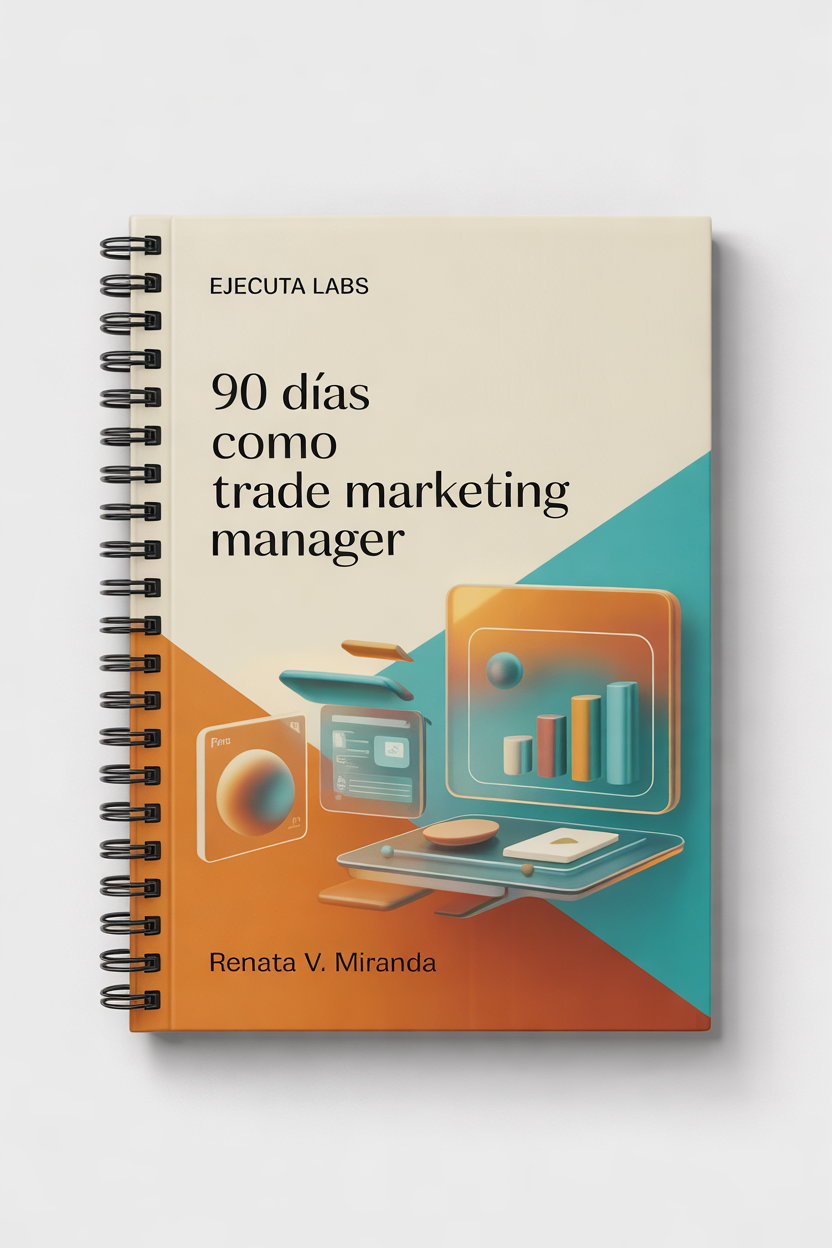 EJECUTA LABS
90 días
como
trade marketing
manager
Renata V. Miranda